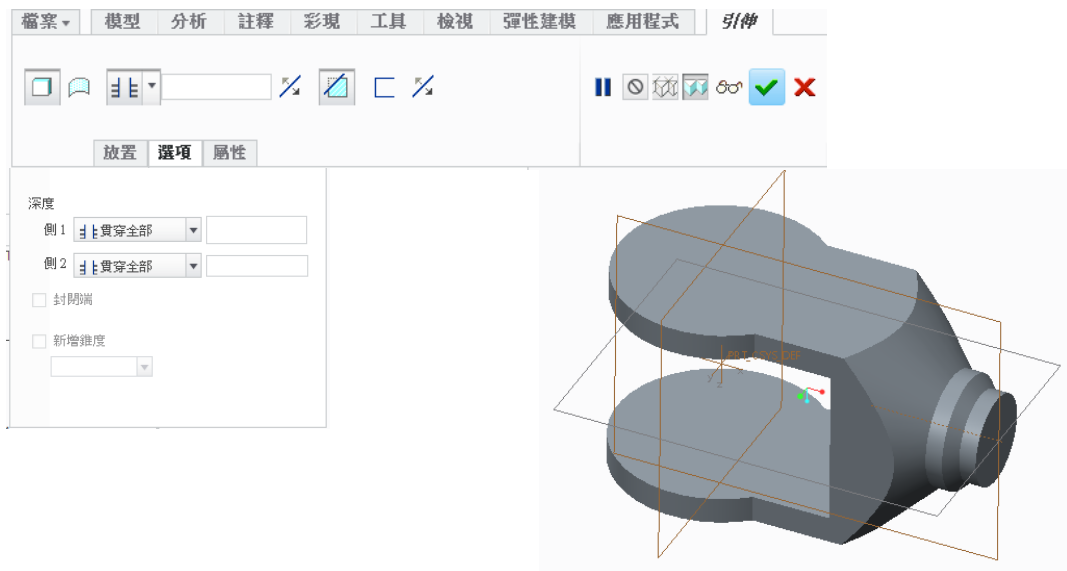 檔案 模型 分析 註釋 彩現 工具 檢視 彈性建模 應用程式 引伸
放置 選項 屬性
深度
側 1 貫穿全部
側 2 貫穿全部
封閉端
新增錐度
PRT_CSYS_DEF